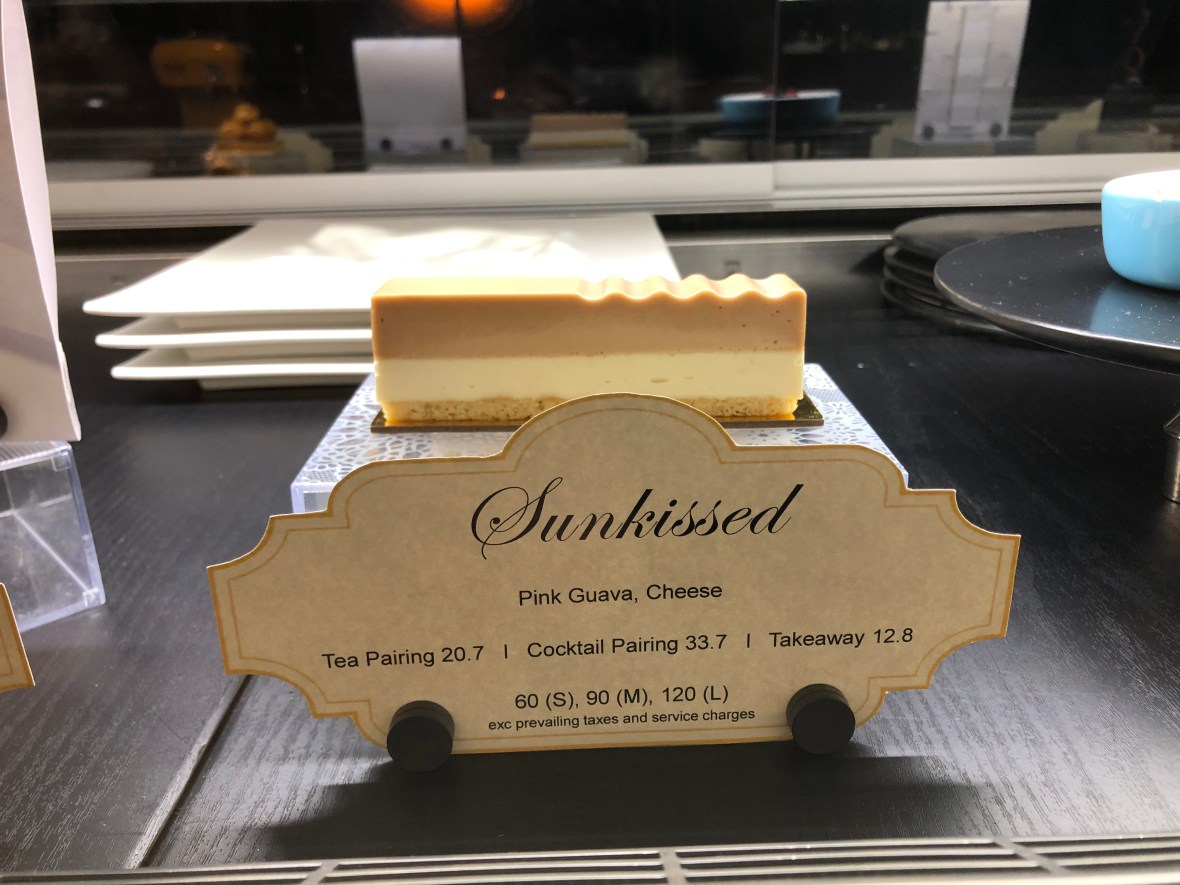 Sunkissed
Pink Guava, Cheese
Tea Pairing 20.7 | Cocktail Pairing 33.7 | Takeaway 12.8
60 (S), 90 (M), 120 (L)
exc prevailing taxes and service charges